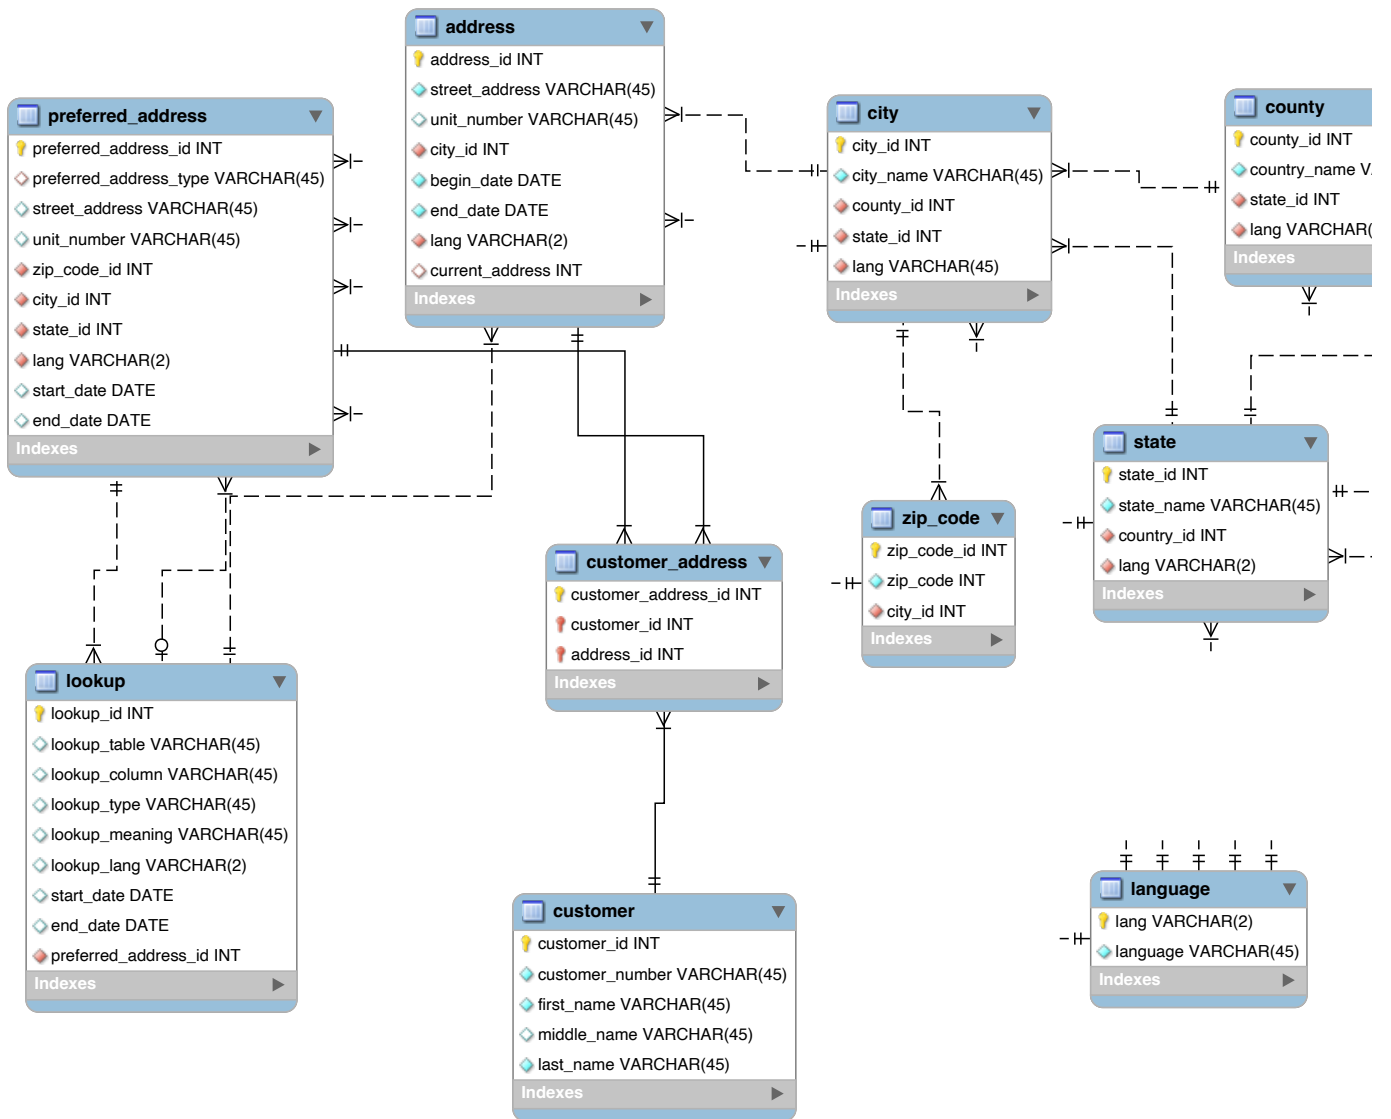 address
address_id INT
street_address VARCHAR(45)
unit_number VARCHAR(45)
city_id INT
begin_date DATE
end_date DATE
lang VARCHAR(2)
current_address INT
Indexes
preferred_address
preferred_address_id INT
preferred_address_type VARCHAR(45)
street_address VARCHAR(45)
unit_number VARCHAR(45)
zip_code_id INT
city_id INT
state_id INT
lang VARCHAR(2)
start_date DATE
end_date DATE
Indexes
city
city_id INT
city_name VARCHAR(45)
county_id INT
state_id INT
lang VARCHAR(45)
Indexes
county
county_id INT
country_name VA
state_id INT
lang VARCHAR(
Indexes
state
state_id INT
state_name VARCHAR(45)
country_id INT
lang VARCHAR(2)
Indexes
zip_code
zip_code_id INT
zip_code INT
city_id INT
Indexes
customer_address
customer_address_id INT
customer_id INT
address_id INT
Indexes
lookup
lookup_id INT
lookup_table VARCHAR(45)
lookup_column VARCHAR(45)
lookup_type VARCHAR(45)
lookup_meaning VARCHAR(45)
lookup_lang VARCHAR(2)
start_date DATE
end_date DATE
preferred_address_id INT
Indexes
customer
customer_id INT
customer_number VARCHAR(45)
first_name VARCHAR(45)
middle_name VARCHAR(45)
last_name VARCHAR(45)
Indexes
language
lang VARCHAR(2)
language VARCHAR(45)
Indexes